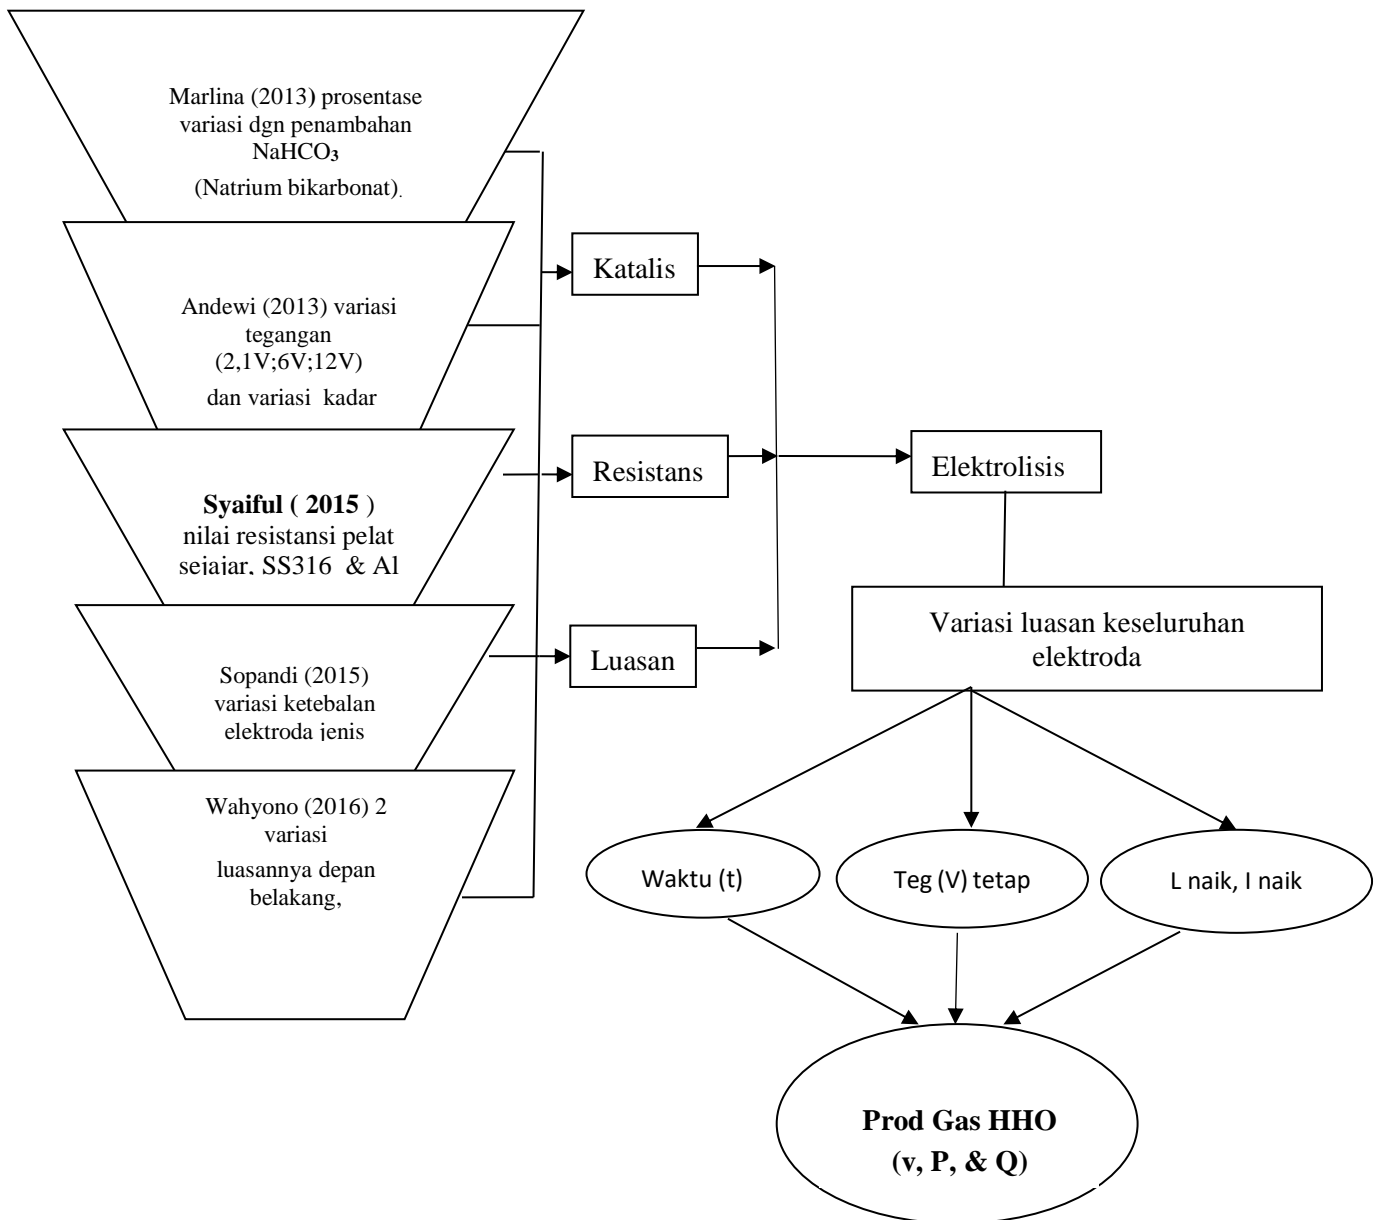 Marlina (2013) prosentase
variasi dgn penambahan
NaHCO₃
(Natrium bikarbonat).
Andewi (2013) variasi
tegangan
(2,1V;6V;12V)
dan variasi kadar
Syaiful ( 2015 )
nilai resistansi pelat
sejajar, SS316 & Al
Sopandi (2015)
variasi ketebalan
elektroda jenis
Wahyono (2016) 2
variasi
luasannya depan
belakang,
Katalis
Resistans
Luasan
Elektrolisis
Variasi luasan keseluruhan
elektroda
Waktu (t)
Teg (V) tetap
L naik, I naik
Prod Gas HHO
(v, P, & Q)